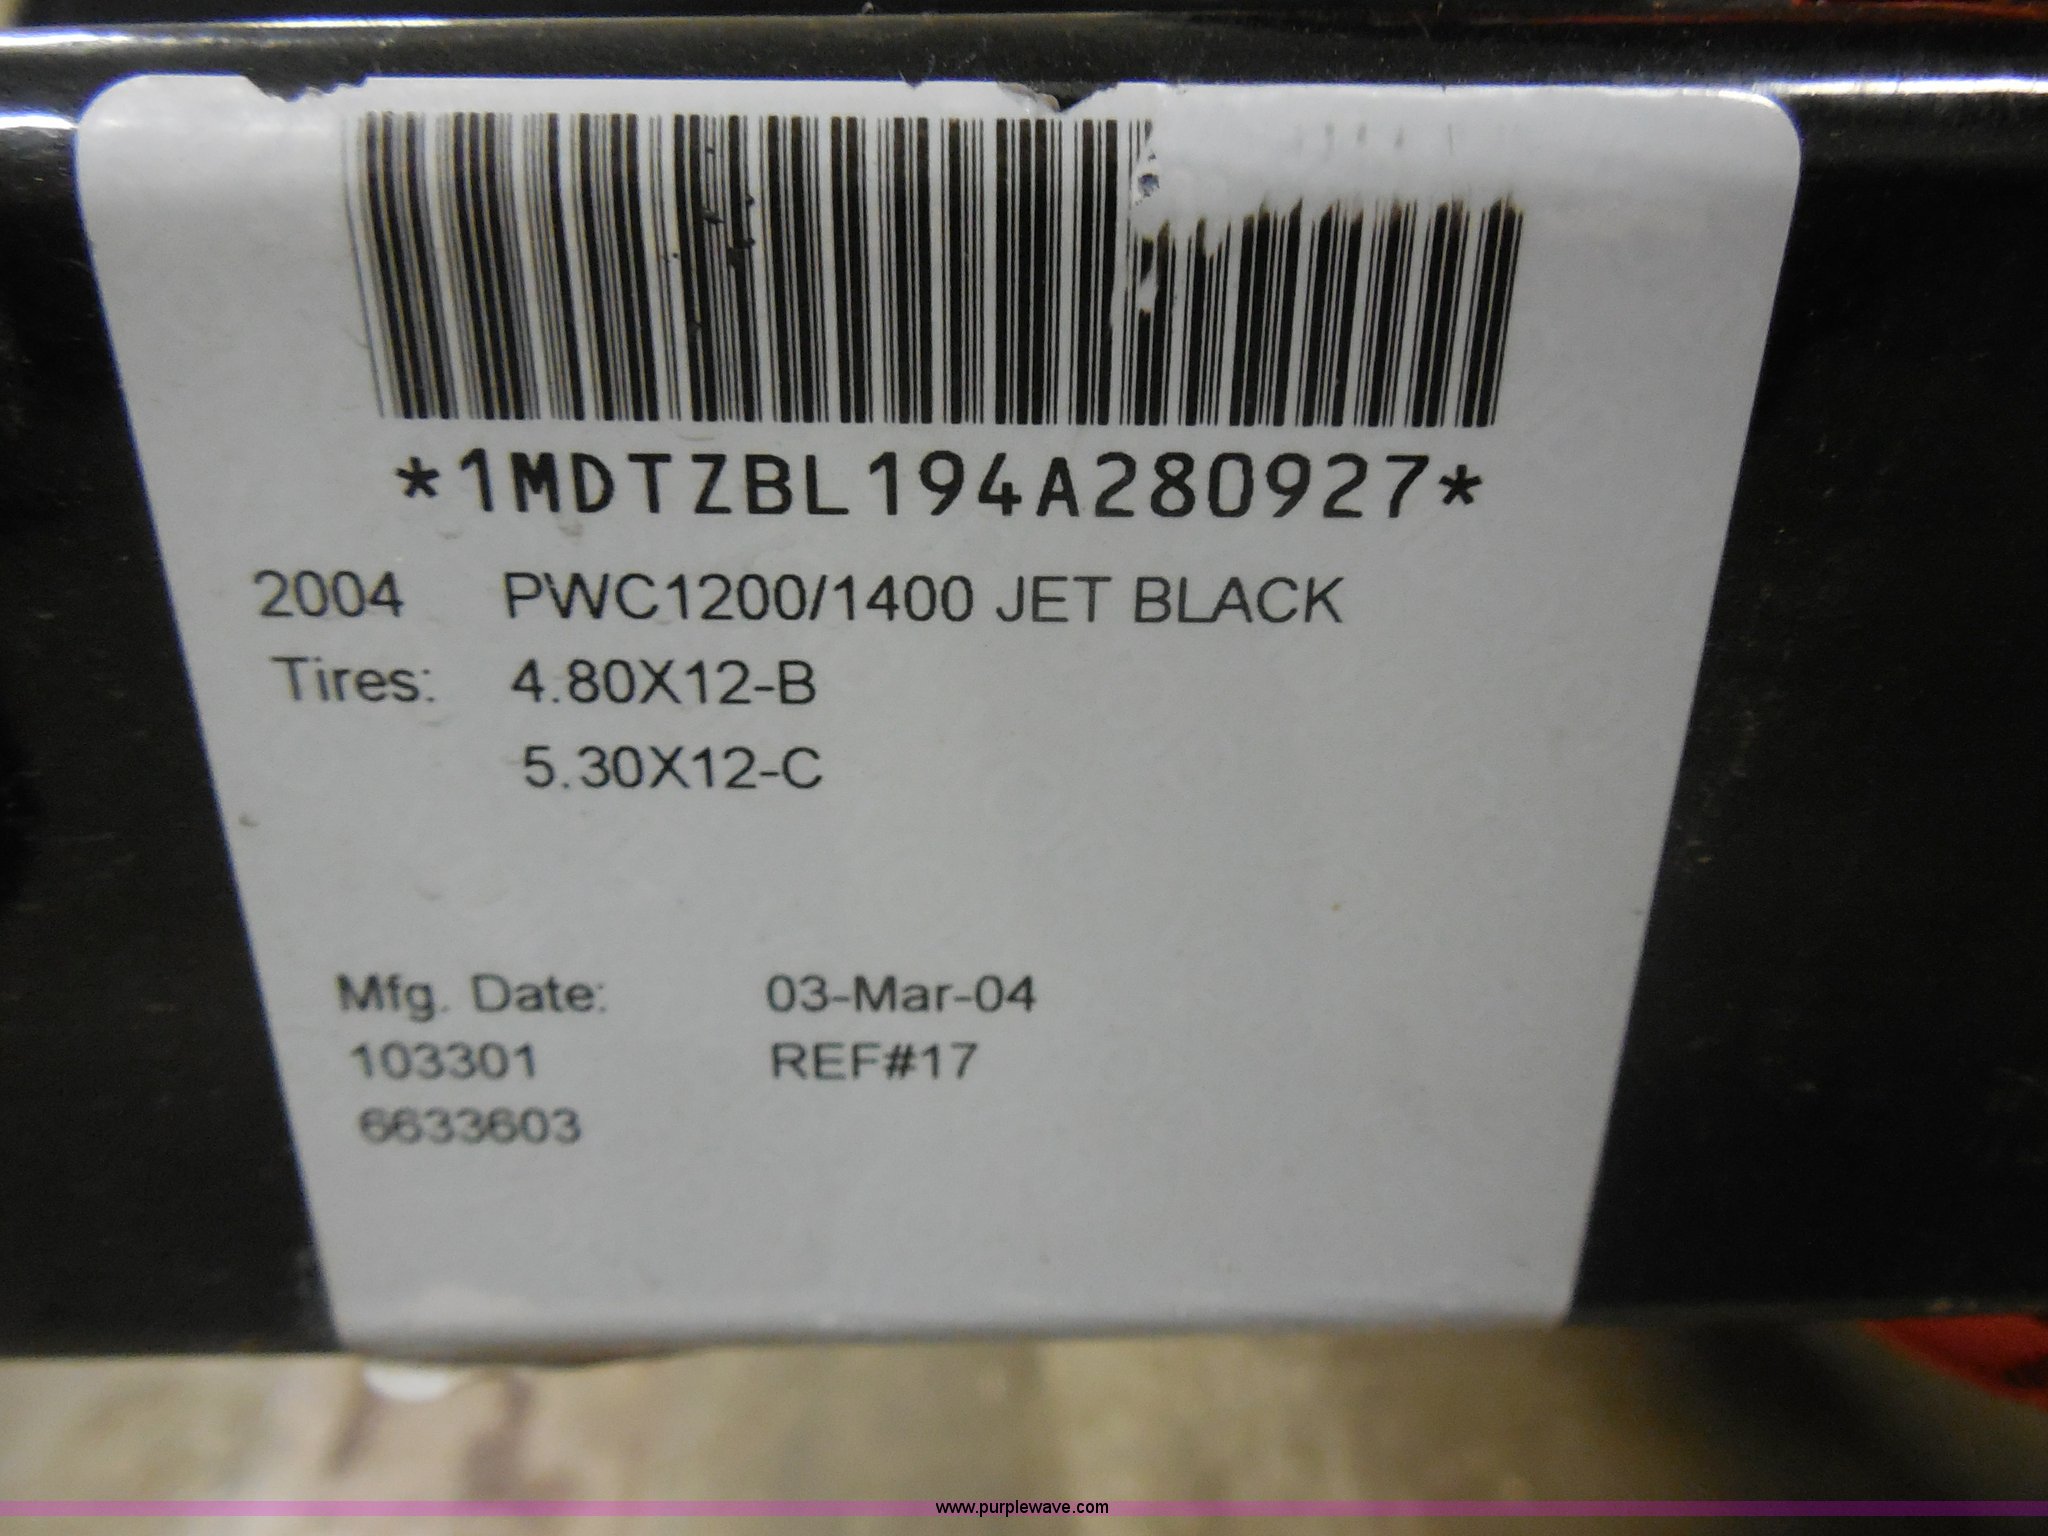 *1MDTZBL194A280927*
2004 PWC1200/1400 JET BLACK
Tires: 4.80X12-B
5.30X12-C
Mfg. Date: 03-Mar-04
103301 REF#17
6633603
www.purplewave.com